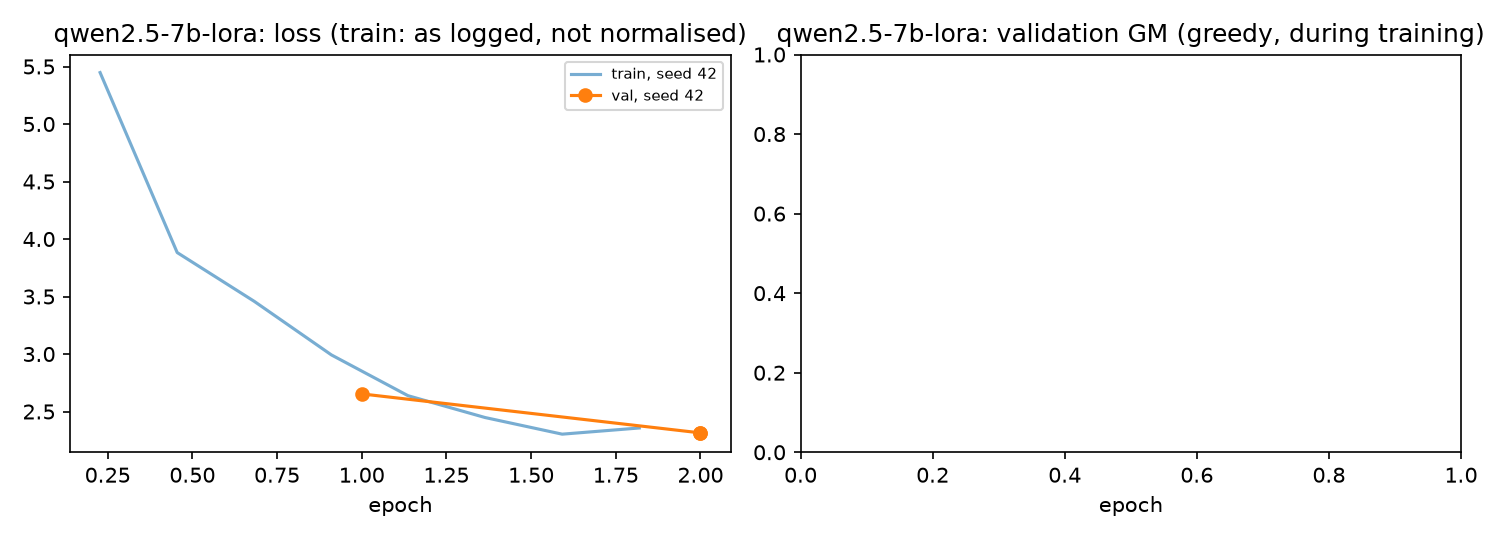 qwen2.5-7b-lora: loss (train: as logged, not normalised)
train, seed 42
val, seed 42
5.5
5.0
4.5
4.0
3.5
3.0
2.5
0.25 0.50 0.75 1.00 1.25 1.50 1.75 2.00
epoch
qwen2.5-7b-lora: validation GM (greedy, during training)
1.0
0.8
0.6
0.4
0.2
0.0
0.0 0.2 0.4 0.6 0.8 1.0
epoch